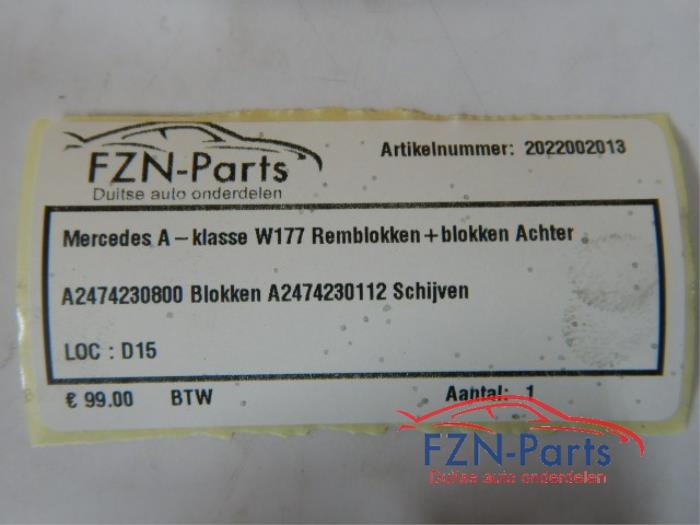 FZN-Parts
Duitse auto onderdelen
Artikelnummer: 2022002013
Mercedes A - klasse W177 Remblokken+blokken Achter
A2474230800 Blokken A2474230112 Schijven
LOC : D15
€ 99.00 BTW Aantal: 1
FZN-Parts
Duitse auto onderdelen